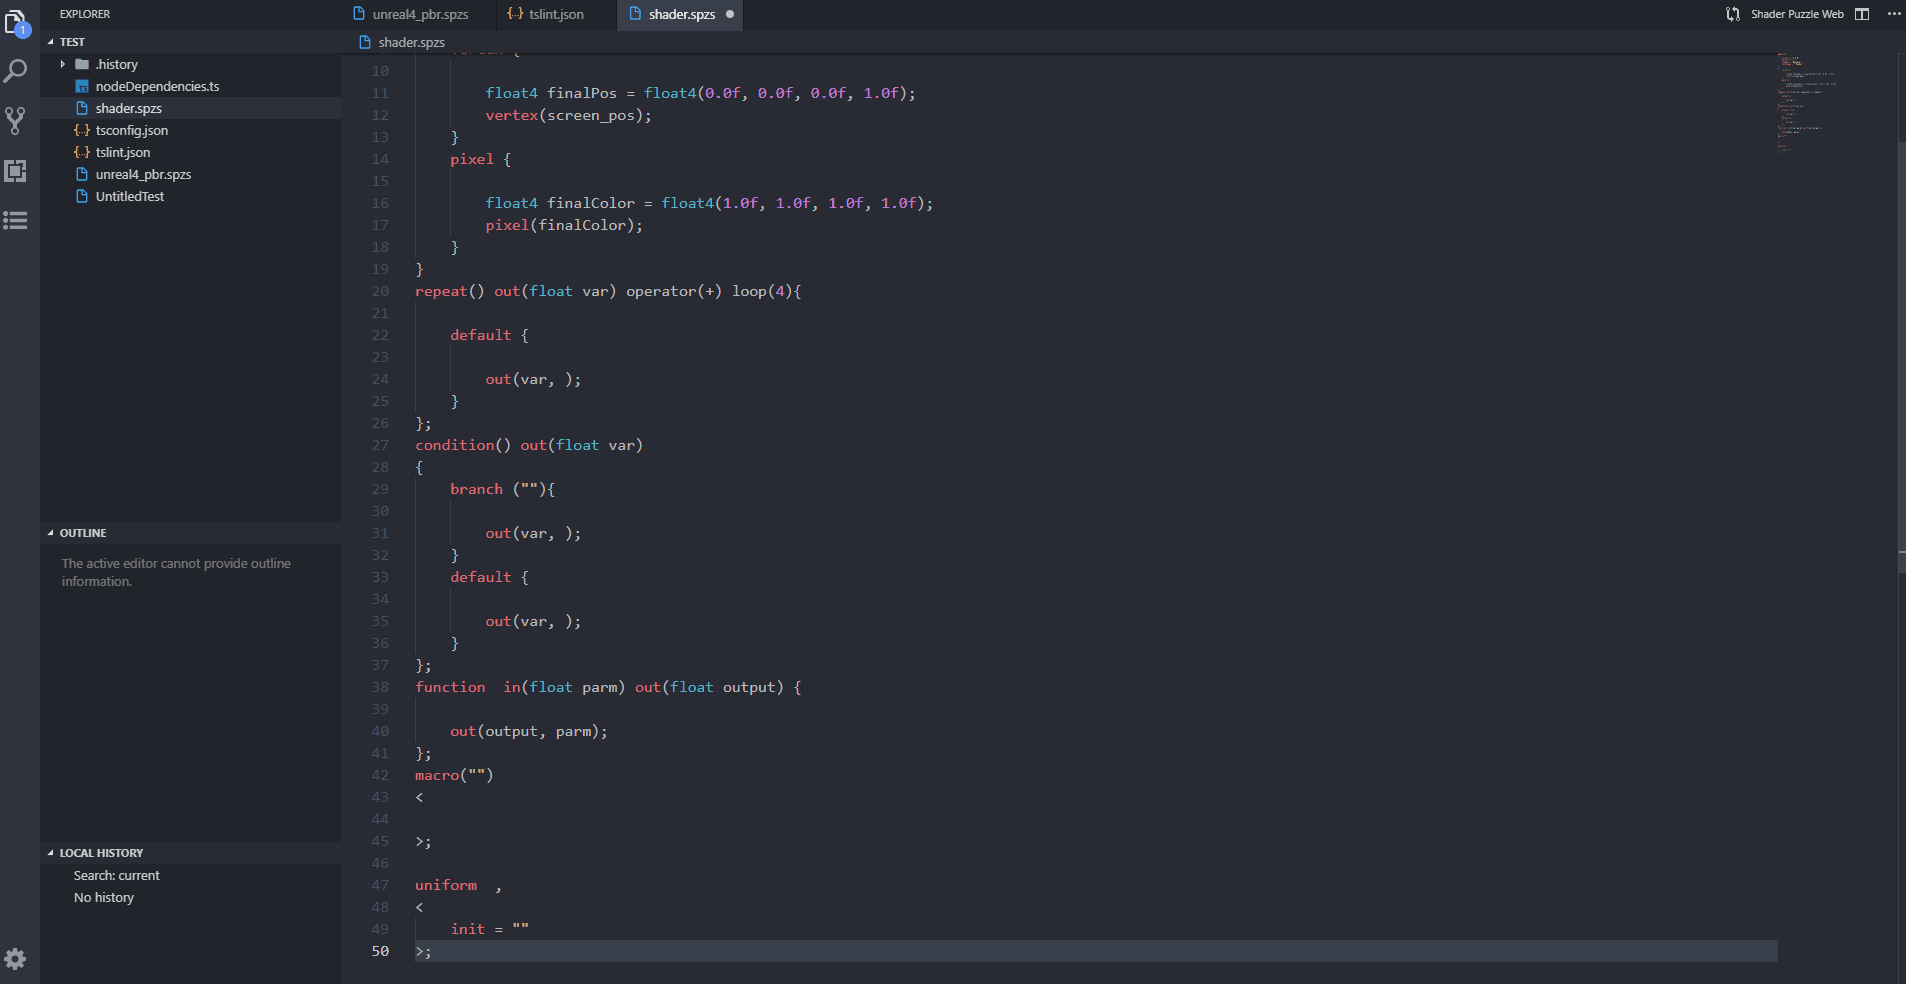 EXPLORER
unreal4_pbr.spzs
{..} tslint.json
shader.spzs
Shader Puzzle Web
1
TEST
.history
TS nodeDependencies.ts
shader.spzs
{..} tsconfig.json
{..} tslint.json
unreal4_pbr.spzs
UntitledTest
OUTLINE
The active editor cannot provide outline
information.
LOCAL HISTORY
Search: current
No history
shader.spzs
10
11 float4 finalPos = float4(0.0f, 0.0f, 0.0f, 1.0f);
12 vertex(screen_pos);
13 }
14 pixel {
15
16 float4 finalColor = float4(1.0f, 1.0f, 1.0f, 1.0f);
17 pixel(finalColor);
18 }
19 }
20 repeat() out(float var) operator(+) loop(4){
21
22 default {
23
24 out(var, );
25 }
26 };
27 condition() out(float var)
28 {
29 branch (""){
30
31 out(var, );
32 }
33 default {
34
35 out(var, );
36 }
37 };
38 function  in(float parm) out(float output) {
39
40 out(output, parm);
41 };
42 macro("")
43 <
44
45 >;
46
47 uniform  ,
48 <
49 init = ""
50 >;